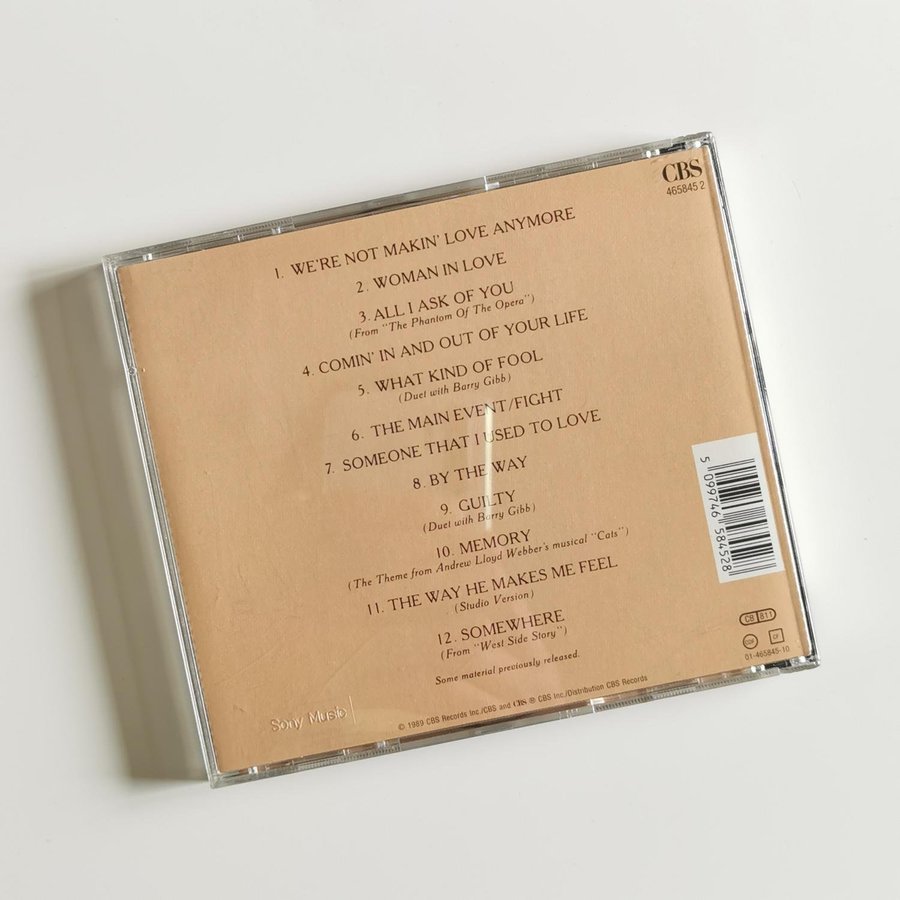 CBS
465845 2
1. WE'RE NOT MAKIN' LOVE ANYMORE
2. WOMAN IN LOVE
3. ALL I ASK OF YOU
(From "The Phantom Of The Opera")
4. COMIN' IN AND OUT OF YOUR LIFE
5. WHAT KIND OF FOOL
(Duet with Barry Gibb)
6. THE MAIN EVENT/FIGHT
7. SOMEONE THAT I USED TO LOVE
8. BY THE WAY
9. GUILTY
(Duet with Barry Gibb)
10. MEMORY
(The Theme from Andrew Lloyd Webber's musical "Cats")
11. THE WAY HE MAKES ME FEEL
(Studio Version)
12. SOMEWHERE
(From "West Side Story")
Some material previously released.
5 099746 584528
CB 811
CF
01-465845-10
Sony Music
© 1989 CBS Records Inc./CBS and CBS ® CBS Inc./Distribution CBS Records